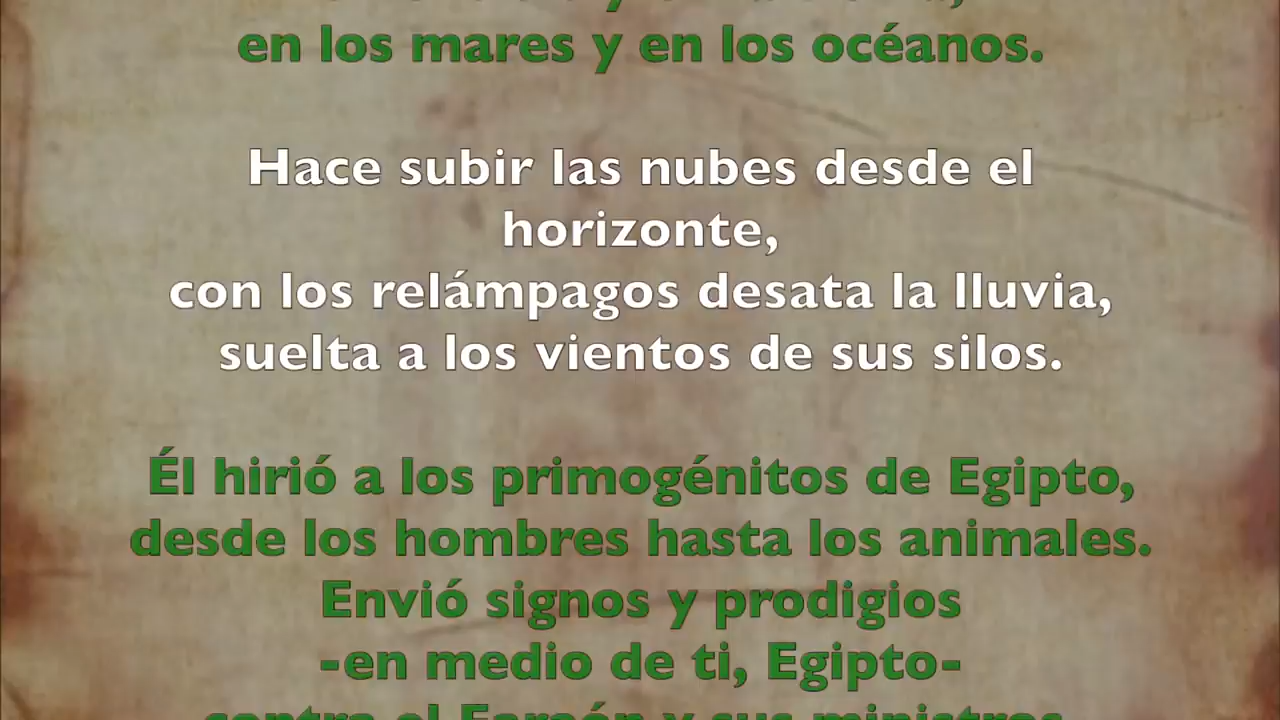 en los mares y en los océanos.
Hace subir las nubes desde el
horizonte,
con los relámpagos desata la lluvia,
suelta a los vientos de sus silos.
Él hirió a los primogénitos de Egipto,
desde los hombres hasta los animales.
Envió signos y prodigios
-en medio de ti, Egipto-
contra el Faraón y sus ministros.